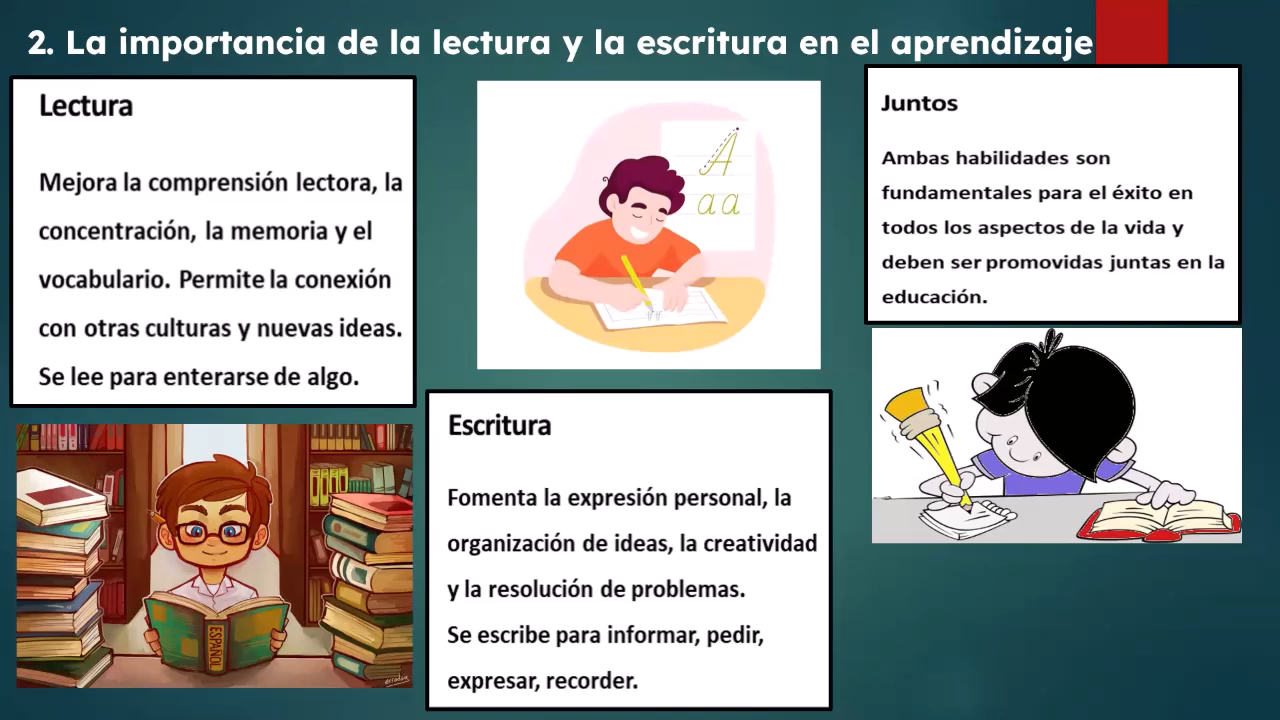 2. La importancia de la lectura y la escritura en el aprendizaje
Lectura
Mejora la comprensión lectora, la
concentración, la memoria y el
vocabulario. Permite la conexión
con otras culturas y nuevas ideas.
Se lee para enterarse de algo.
A
a a
ESPAÑOL
Escritura
Fomenta la expresión personal, la
organización de ideas, la creatividad
y la resolución de problemas.
Se escribe para informar, pedir,
expresar, recorder.
Juntos
Ambas habilidades son
fundamentales para el éxito en
todos los aspectos de la vida y
deben ser promovidas juntas en la
educación.